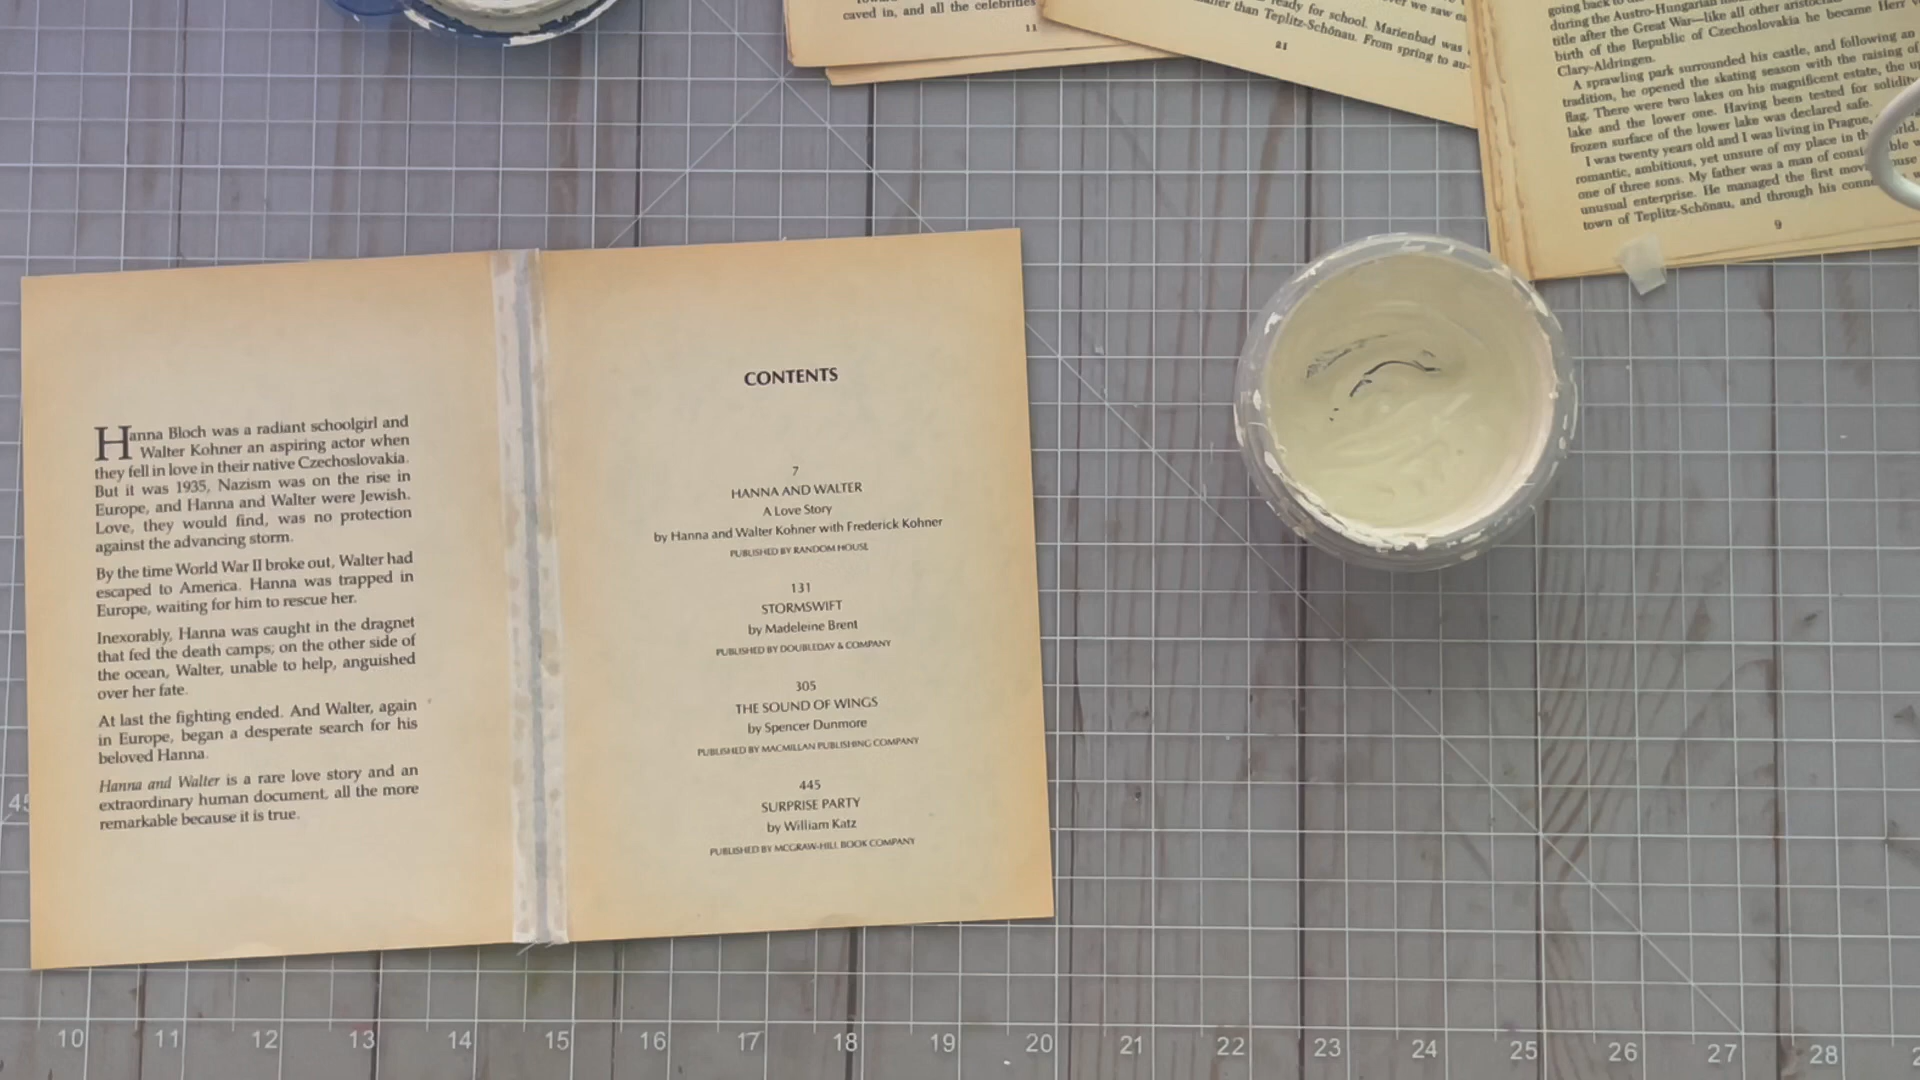 caved in, and all the celebrities
11
ready for school. Marienbad was
than Teplitz-Schönau. From spring to au-
21
during the Austro-Hungarian
title after the Great War—like all other
birth of the Republic of Czechoslovakia he became Herr
Clary-Aldringen.
A sprawling park surrounded his castle, and following an
tradition, he opened the skating season with the raising of
flag. There were two lakes on his magnificent estate, the
lake and the lower one. Having been tested for solidity
frozen surface of the lower lake was declared safe.
I was twenty years old and I was living in Prague,
romantic, ambitious, yet unsure of my place in
one of three sons. My father was a man of
unusual enterprise. He managed the first
town of Teplitz-Schönau, and through his
9
Hanna Bloch was a radiant schoolgirl and
Walter Kohner an aspiring actor when
they fell in love in their native Czechoslovakia.
But it was 1935, Nazism was on the rise in
Europe, and Hanna and Walter were Jewish.
Love, they would find, was no protection
against the advancing storm.
By the time World War II broke out, Walter had
escaped to America. Hanna was trapped in
Europe, waiting for him to rescue her.
Inexorably, Hanna was caught in the dragnet
that fed the death camps; on the other side of
the ocean, Walter, unable to help, anguished
over her fate.
At last the fighting ended. And Walter, again
in Europe, began a desperate search for his
beloved Hanna.
Hanna and Walter is a rare love story and an
extraordinary human document, all the more
remarkable because it is true.
CONTENTS
7
HANNA AND WALTER
A Love Story
by Hanna and Walter Kohner with Frederick Kohner
PUBLISHED BY RANDOM HOUSE
131
STORMSWIFT
by Madeleine Brent
PUBLISHED BY DOUBLEDAY & COMPANY
305
THE SOUND OF WINGS
by Spencer Dunmore
PUBLISHED BY MACMILLAN PUBLISHING COMPANY
445
SURPRISE PARTY
by William Katz
PUBLISHED BY MCGRAW-HILL BOOK COMPANY
10 11 12 13 14 15 16 17 18 19 20 21 22 23 24 25 26 27 28